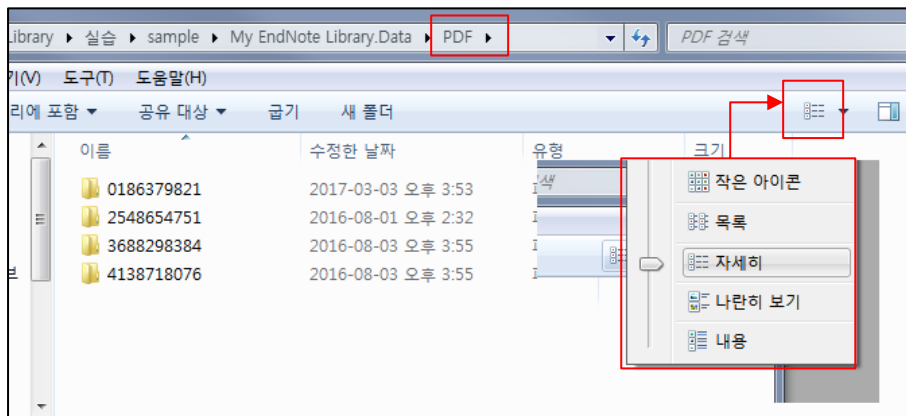 Library ▸ 실습 ▸ sample ▸ My EndNote Library.Data ▸ PDF ▸ PDF 검색
기(V) 도구(T) 도움말(H)
리에 포함 공유 대상 굽기 새 폴더
이름 수정한 날짜 유형 크기
0186379821 2017-03-03 오후 3:53
2548654751 2016-08-01 오후 2:32
3688298384 2016-08-03 오후 3:55
4138718076 2016-08-03 오후 3:55
작은 아이콘
목록
자세히
나란히 보기
내용